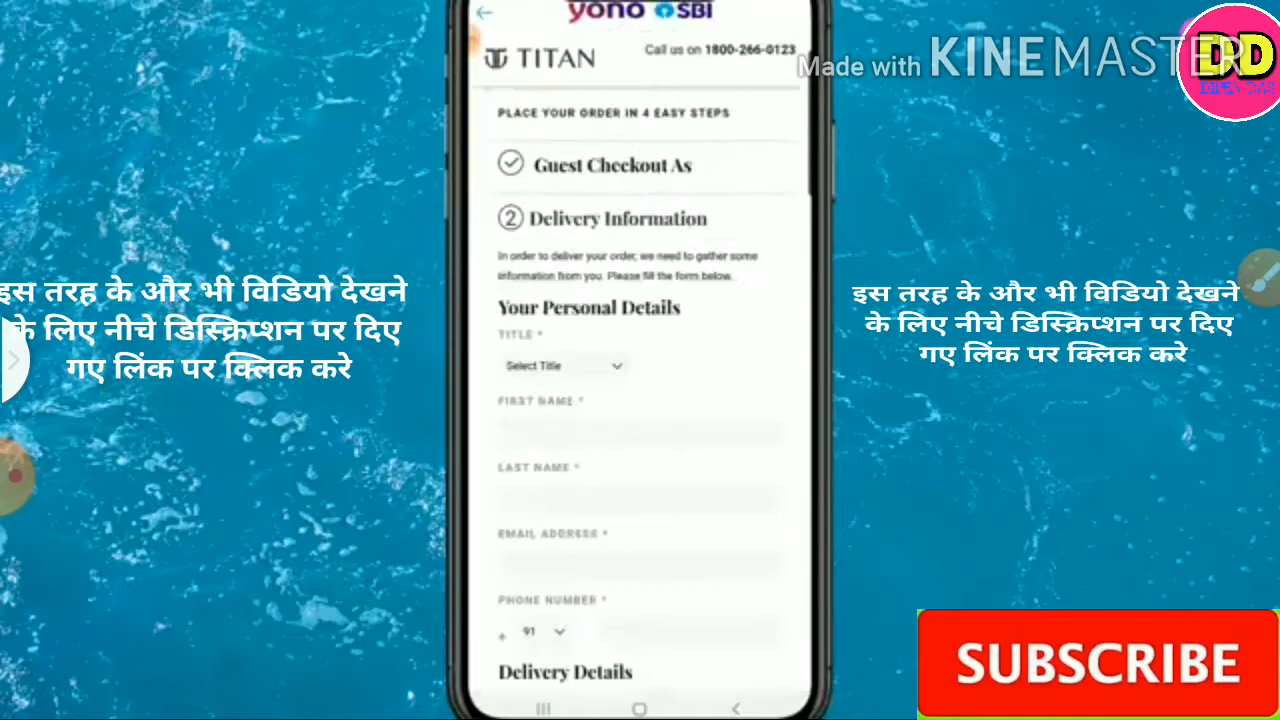 yono SBI
TITAN
Call us on 1800-266-0123
Made with KINEMASTER
DD
PLACE YOUR ORDER IN 4 EASY STEPS
Guest Checkout As
2 Delivery Information
In order to deliver your order, we need to gather some
information from you. Please fill the form below.
Your Personal Details
TITLE *
Select Title
FIRST NAME *
LAST NAME *
EMAIL ADDRESS *
PHONE NUMBER *
+ 91
Delivery Details
इस तरह के और भी विडियो देखने
के लिए नीचे डिस्क्रिप्शन पर दिए
गए लिंक पर क्लिक करे
इस तरह के और भी विडियो देखने
के लिए नीचे डिस्क्रिप्शन पर दिए
गए लिंक पर क्लिक करे
SUBSCRIBE